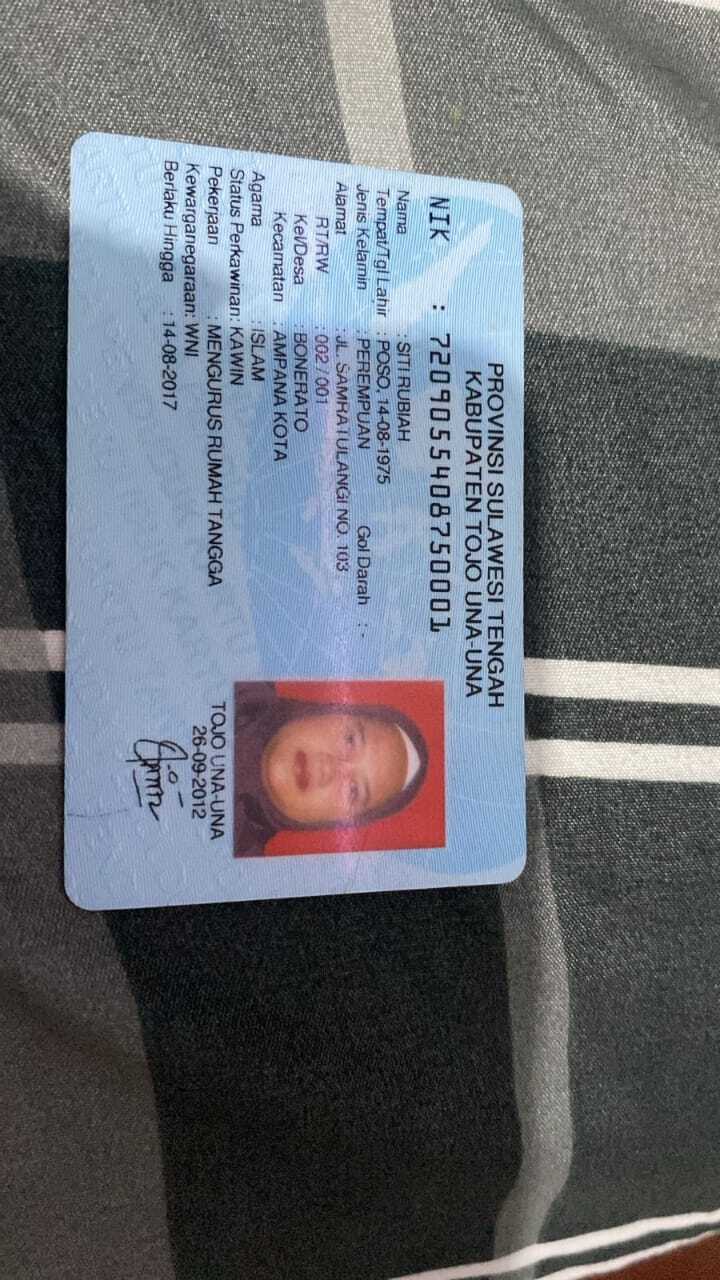 PROVINSI SULAWESI TENGAH
KABUPATEN TOJO UNA-UNA
NIK : 7209055408750001
Nama : SITI RUBIAH
Tempat/Tgl Lahir : POSO, 14-08-1975
Jenis Kelamin : PEREMPUAN Gol Darah : -
Alamat : JL. SAMRATULANGI NO. 103
RT/RW : 002 / 001
Kel/Desa : BONERATO
Kecamatan : AMPANA KOTA
Agama : ISLAM
Status Perkawinan: KAWIN
Pekerjaan : MENGURUS RUMAH TANGGA
Kewarganegaraan: WNI
Berlaku Hingga : 14-08-2017
TOJO UNA-UNA
26-09-2012